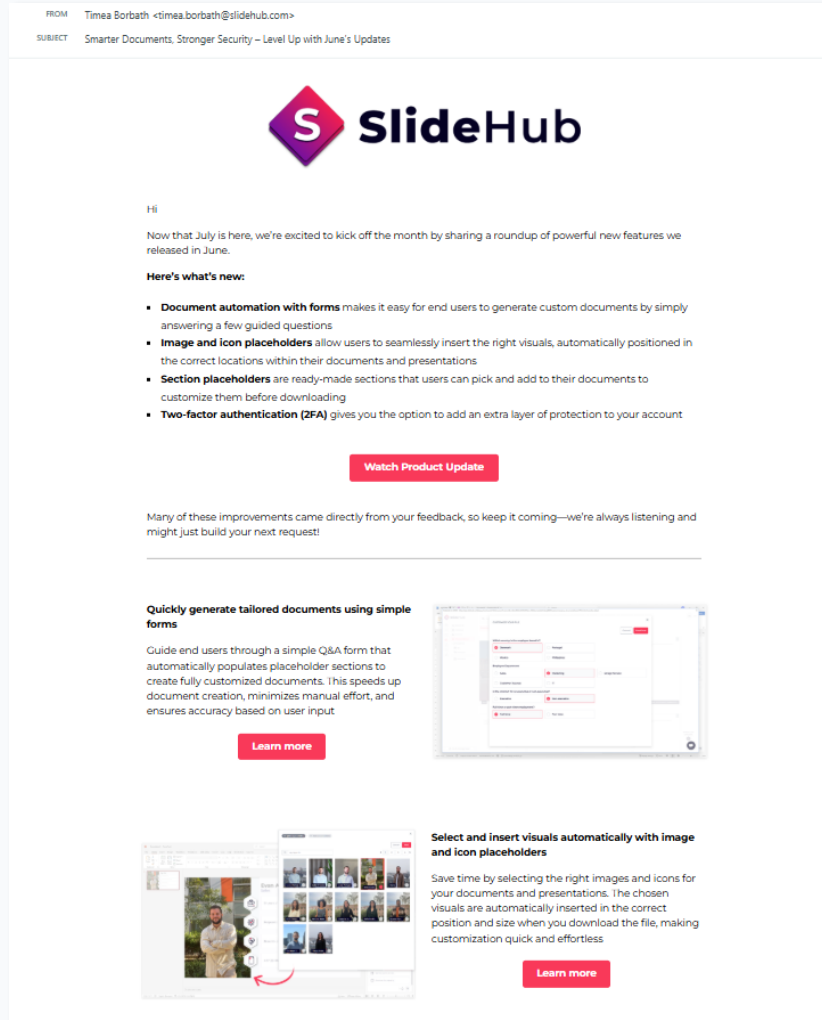 FROM Timea Borbath <timea.borbath@slidehub.com>
SUBJECT Smarter Documents, Stronger Security – Level Up with June's Updates
S SlideHub
Hi
Now that July is here, we're excited to kick off the month by sharing a roundup of powerful new features we
released in June.
Here's what's new:
▪ Document automation with forms makes it easy for end users to generate custom documents by simply
answering a few guided questions
▪ Image and icon placeholders allow users to seamlessly insert the right visuals, automatically positioned in
the correct locations within their documents and presentations
▪ Section placeholders are ready-made sections that users can pick and add to their documents to
customize them before downloading
▪ Two-factor authentication (2FA) gives you the option to add an extra layer of protection to your account
Watch Product Update
Many of these improvements came directly from your feedback, so keep it coming—we're always listening and
might just build your next request!
Quickly generate tailored documents using simple
forms
Guide end users through a simple Q&A form that
automatically populates placeholder sections to
create fully customized documents. This speeds up
document creation, minimizes manual effort, and
ensures accuracy based on user input
Learn more
Select and insert visuals automatically with image
and icon placeholders
Save time by selecting the right images and icons for
your documents and presentations. The chosen
visuals are automatically inserted in the correct
position and size when you download the file, making
customization quick and effortless
Learn more